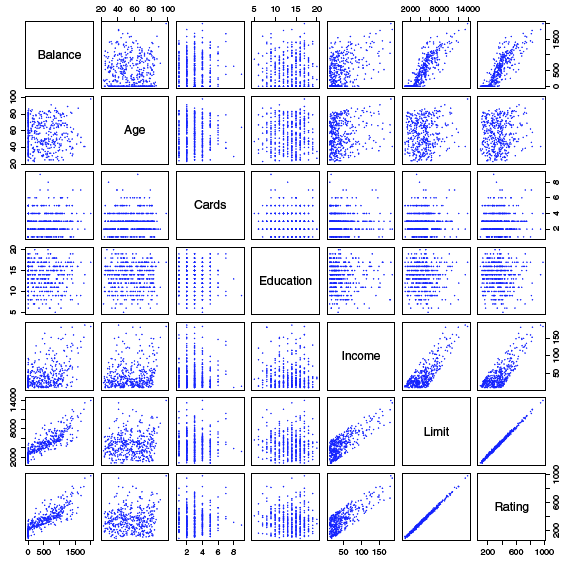 20 40 60 80 100
5 10 15 20
2000 8000 14000
Balance
0 500 1500
20 40 60 80 100
Age
Cards
2 4 6 8
5 10 15 20
Education
Income
50 100 150
2000 8000 14000
Limit
Rating
200 600 1000
0 500 1500
2 4 6 8
50 100 150
200 600 1000